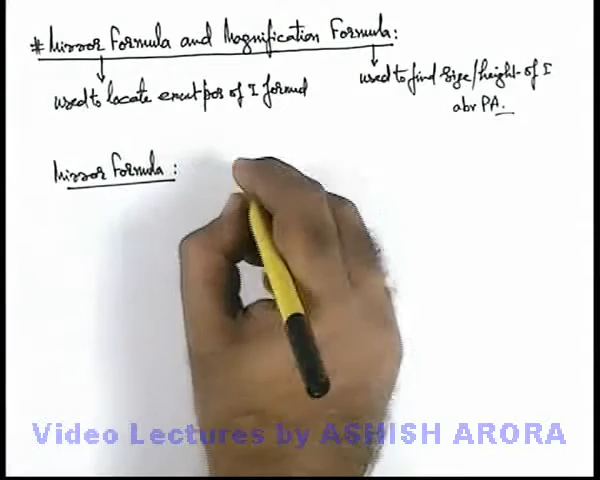 # Mirror Formula and Magnification Formula:
used to locate exact pos of I formed
used to find size/height of I
abv PA.
Mirror Formula :
Video Lectures by ASHISH ARORA